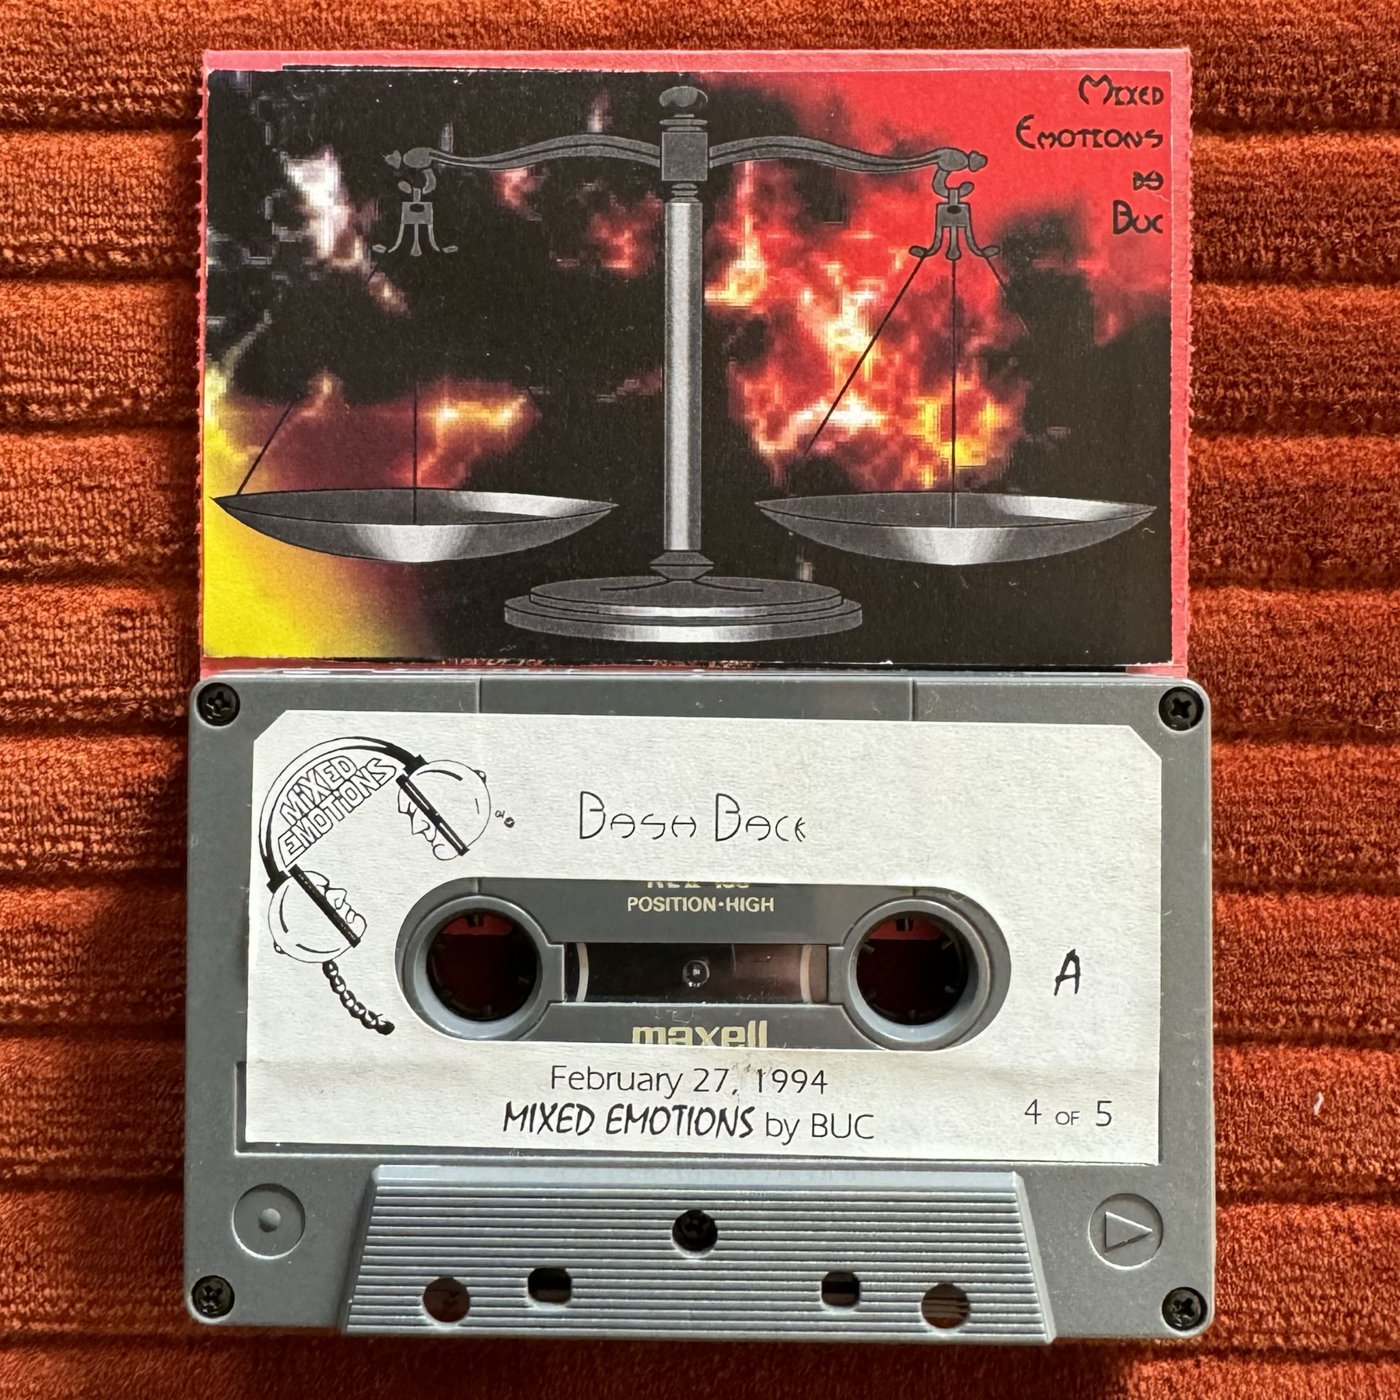 Mixed
Emotions
by
Buc
MIXED
EMOTIONS
Bash Back
POSITION·HIGH
A
maxell
February 27, 1994
MIXED EMOTIONS by BUC
4 OF 5